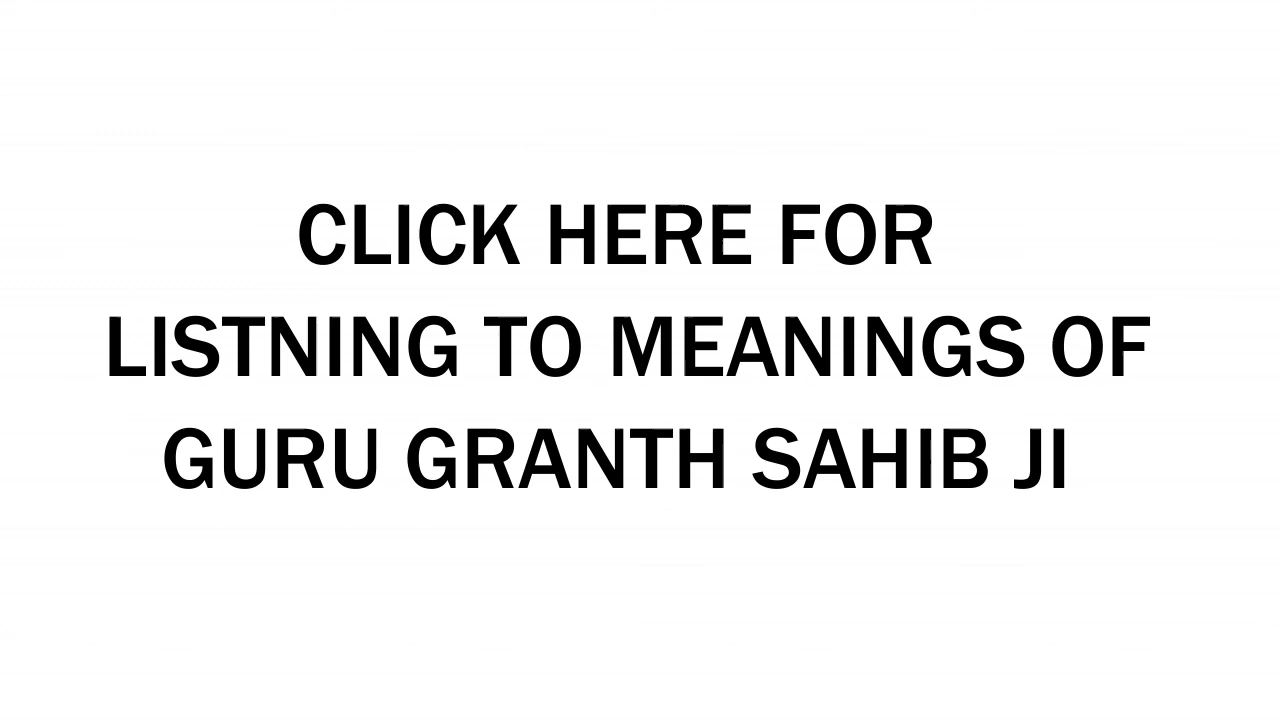 CLICK HERE FOR
LISTNING TO MEANINGS OF
GURU GRANTH SAHIB JI